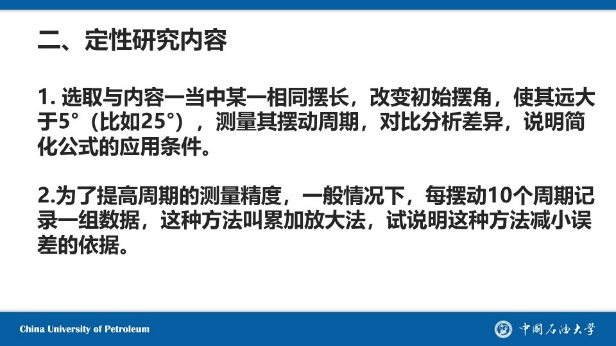 二、定性研究内容
1. 选取与内容一当中某一相同摆长，改变初始摆角，使其远大
于5°（比如25°），测量其摆动周期，对比分析差异，说明简
化公式的应用条件。
2.为了提高周期的测量精度，一般情况下，每摆动10个周期记
录一组数据，这种方法叫累加放大法，试说明这种方法减小误
差的依据。
China University of Petroleum
中国石油大学